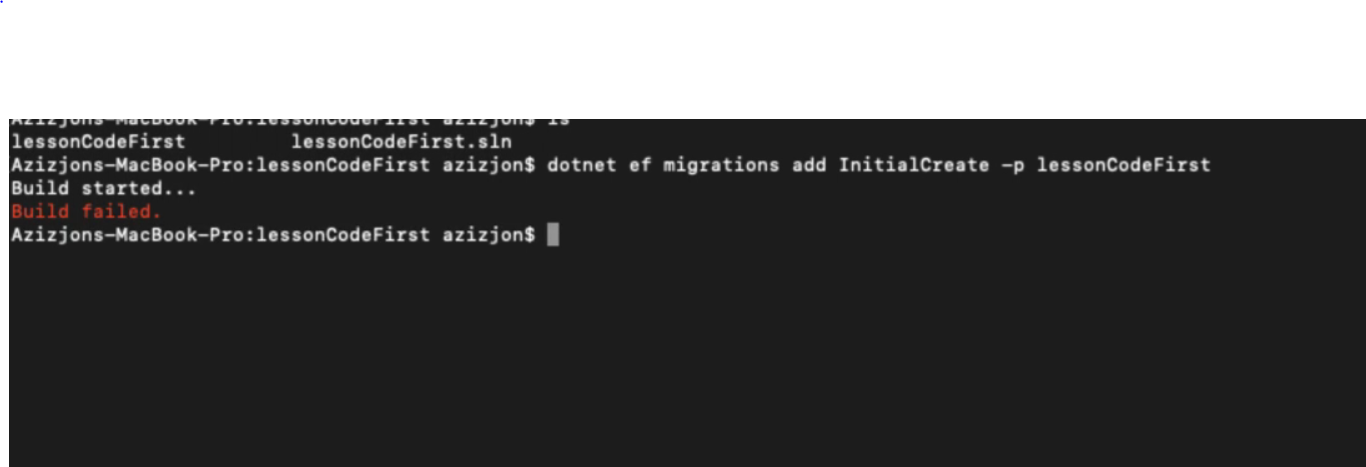 Azizjons-MacBook-Pro:lessonCodeFirst azizjon$ ls
lessonCodeFirst lessonCodeFirst.sln
Azizjons-MacBook-Pro:lessonCodeFirst azizjon$ dotnet ef migrations add InitialCreate -p lessonCodeFirst
Build started...
Build failed.
Azizjons-MacBook-Pro:lessonCodeFirst azizjon$